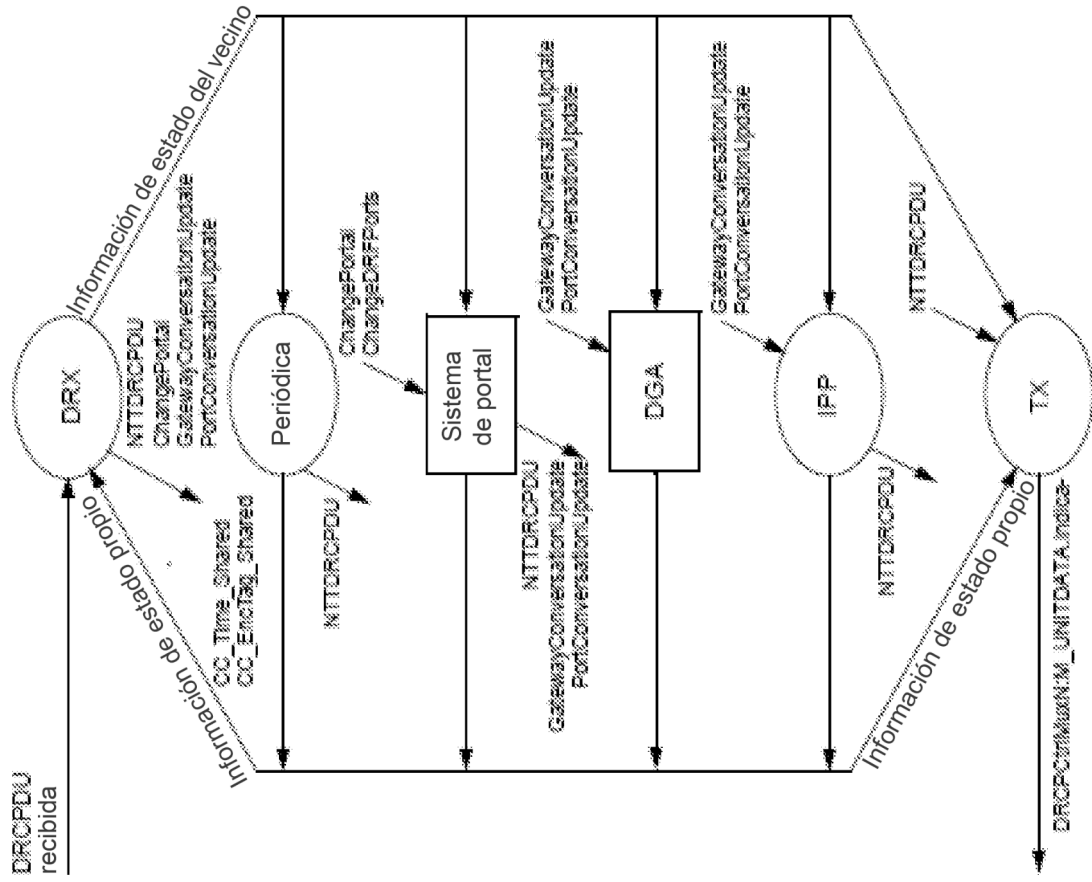 DRCPDU
recibida
DRX
Información de estado propio
Información de estado del vecino
NTTDRCPDU
ChangePortal
GatewayConversationUpdate
PortConversationUpdate
CC_Time_Shared
CC_EncTag_Shared
Periódica
NTTDRCPDU
ChangePortal
ChangeDRFPorts
Sistema
de portal
NTTDRCPDU
GatewayConversationUpdate
PortConversationUpdate
GatewayConversationUpdate
PortConversationUpdate
DGA
GatewayConversationUpdate
PortConversationUpdate
IPP
NTTDRCPDU
NTTDRCPDU
Información de estado propio
TX
DRCPCtrlMuxN:M_UNITDATA.indica-